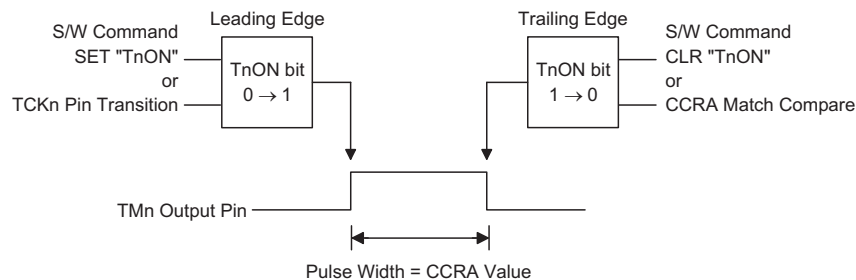 Leading Edge
S/W Command
SET "TnON"
or
TCKn Pin Transition
TnON bit
0 → 1
Trailing Edge
TnON bit
1 → 0
S/W Command
CLR "TnON"
or
CCRA Match Compare
TMn Output Pin
Pulse Width = CCRA Value